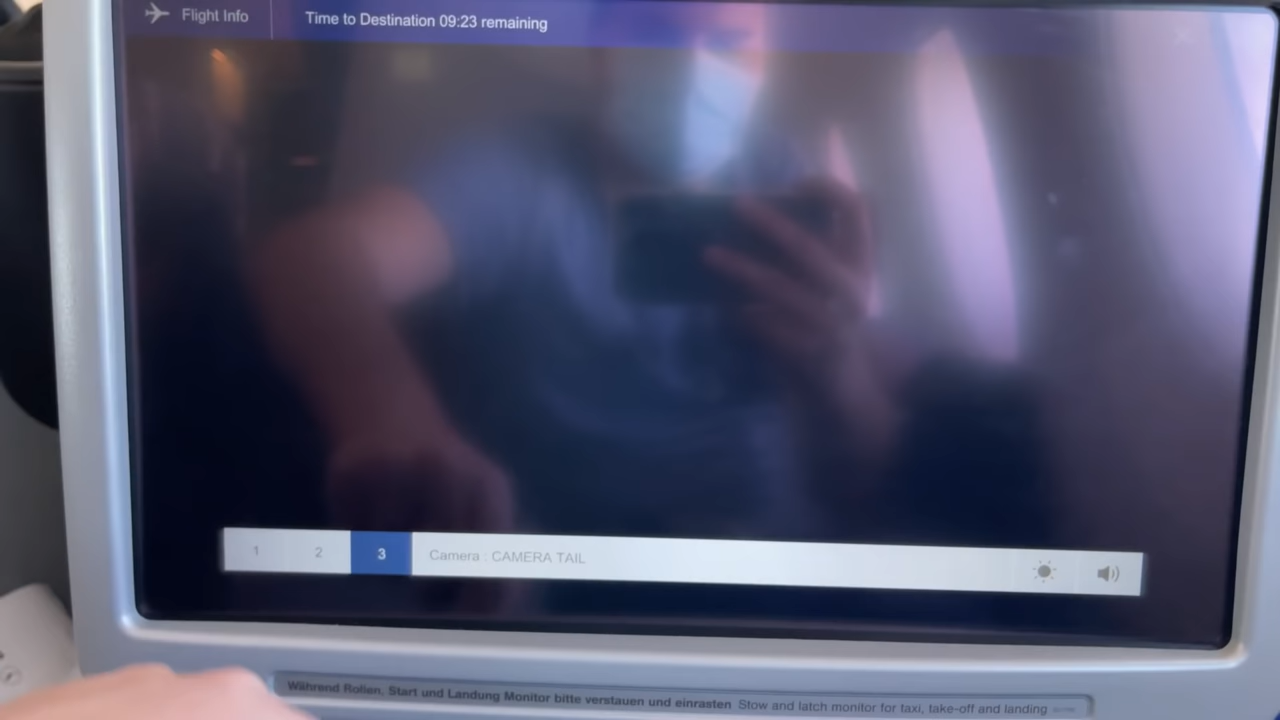 Flight Info
Time to Destination 09:23 remaining
1 2 3 Camera : CAMERA TAIL
Während Rollen, Start und Landung Monitor bitte verstauen und einrasten Stow and latch monitor for taxi, take-off and landing